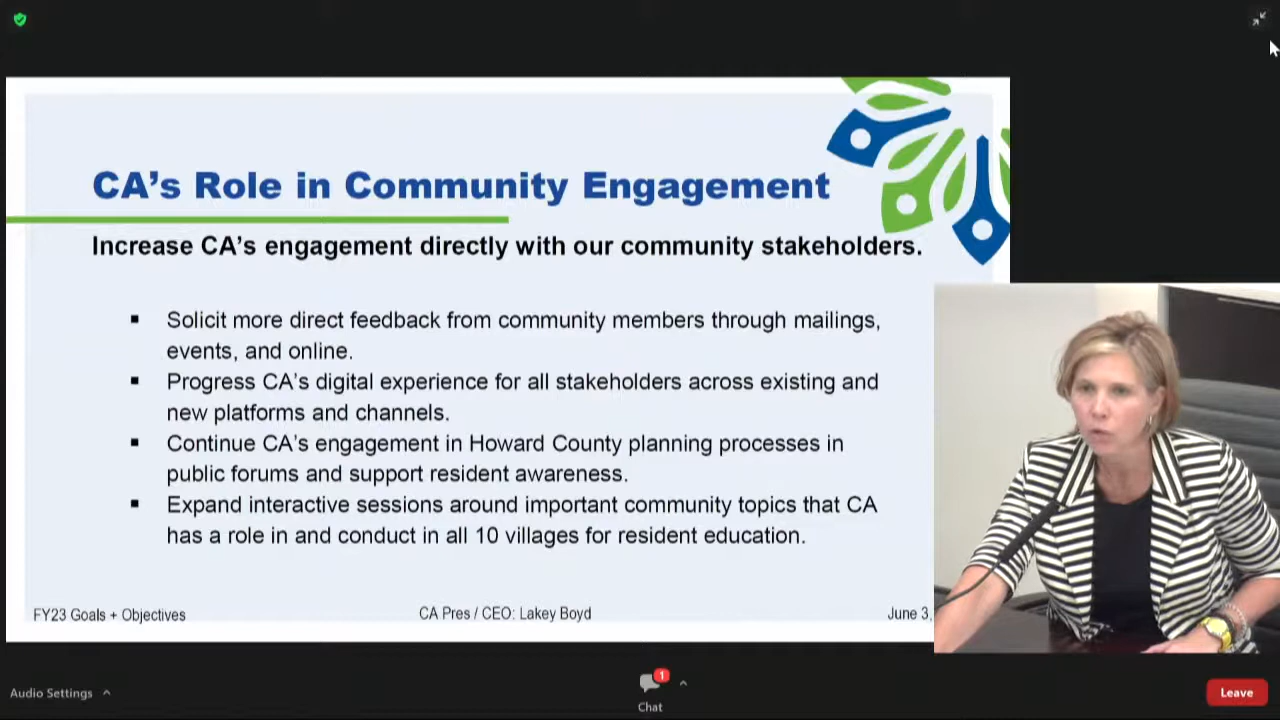 CA's Role in Community Engagement
Increase CA's engagement directly with our community stakeholders.
▪ Solicit more direct feedback from community members through mailings,
events, and online.
▪ Progress CA's digital experience for all stakeholders across existing and
new platforms and channels.
▪ Continue CA's engagement in Howard County planning processes in
public forums and support resident awareness.
▪ Expand interactive sessions around important community topics that CA
has a role in and conduct in all 10 villages for resident education.
FY23 Goals + Objectives
CA Pres / CEO: Lakey Boyd
June 3,
Audio Settings
1
Chat
Leave